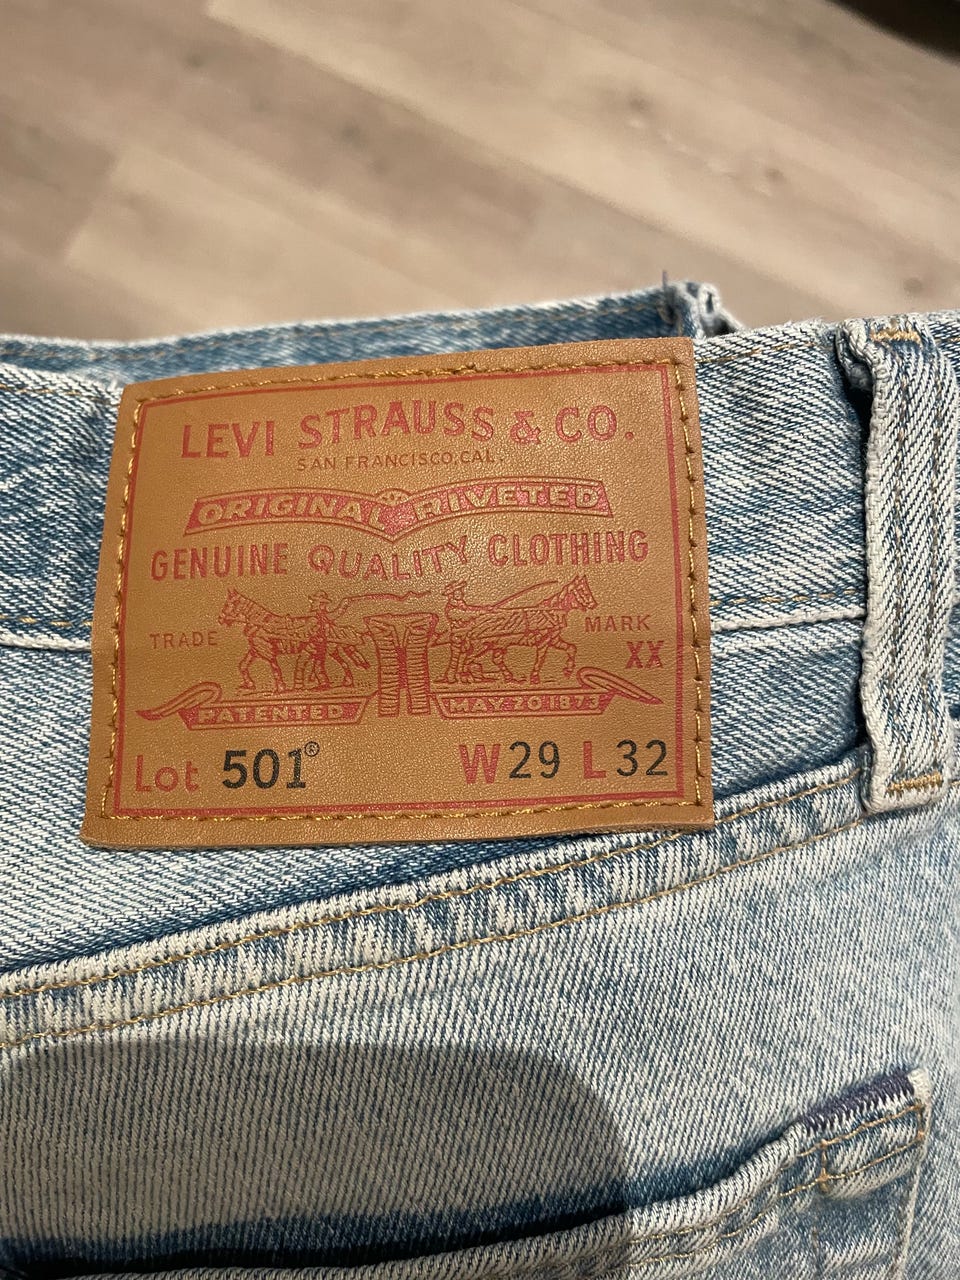 LEVI STRAUSS & CO.
SAN FRANCISCO, CAL.
ORIGINAL RIVETED
GENUINE QUALITY CLOTHING
TRADE MARK
XX
PATENTED MAY 20 1873
Lot 501® W29 L32